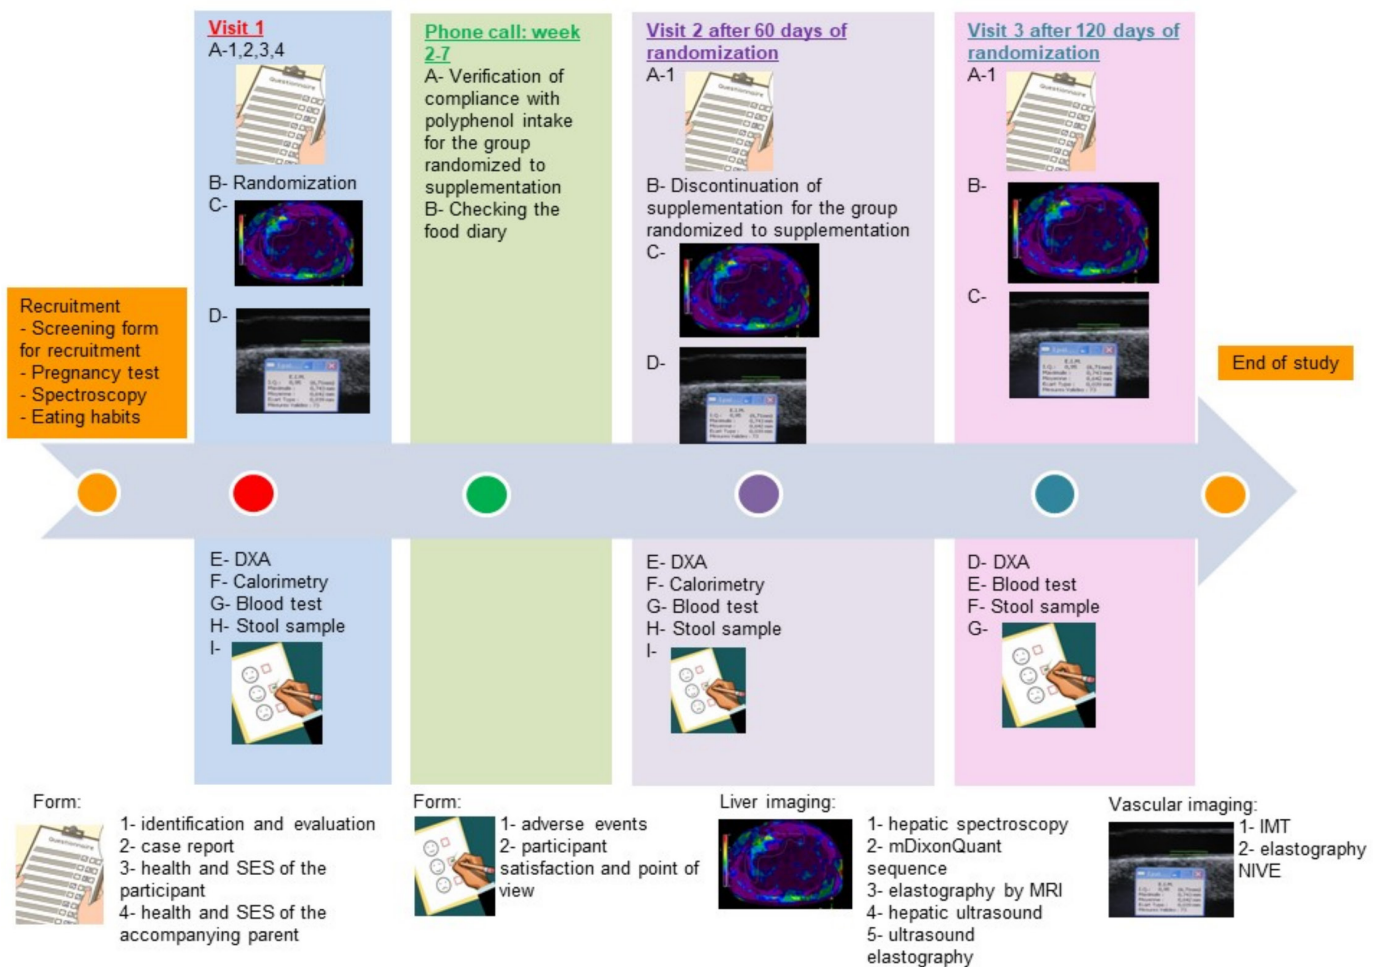 Visit 1
A-1,2,3,4
Questionnaire
B- Randomization
C-
D-
Phone call: week
2-7
A- Verification of
compliance with
polyphenol intake
for the group
randomized to
supplementation
B- Checking the
food diary
Visit 2 after 60 days of
randomization
A-1
Questionnaire
B- Discontinuation of
supplementation for the group
randomized to supplementation
C-
D-
Visit 3 after 120 days of
randomization
A-1
Questionnaire
B-
C-
Recruitment
- Screening form
for recruitment
- Pregnancy test
- Spectroscopy
- Eating habits
End of study
E- DXA
F- Calorimetry
G- Blood test
H- Stool sample
I-
E- DXA
F- Calorimetry
G- Blood test
H- Stool sample
I-
D- DXA
E- Blood test
F- Stool sample
G-
Form:
Questionnaire
1- identification and evaluation
2- case report
3- health and SES of the
participant
4- health and SES of the
accompanying parent
Form:
1- adverse events
2- participant
satisfaction and point of
view
Liver imaging:
1- hepatic spectroscopy
2- mDixonQuant
sequence
3- elastography by MRI
4- hepatic ultrasound
5- ultrasound
elastography
Vascular imaging:
1- IMT
2- elastography
NIVE